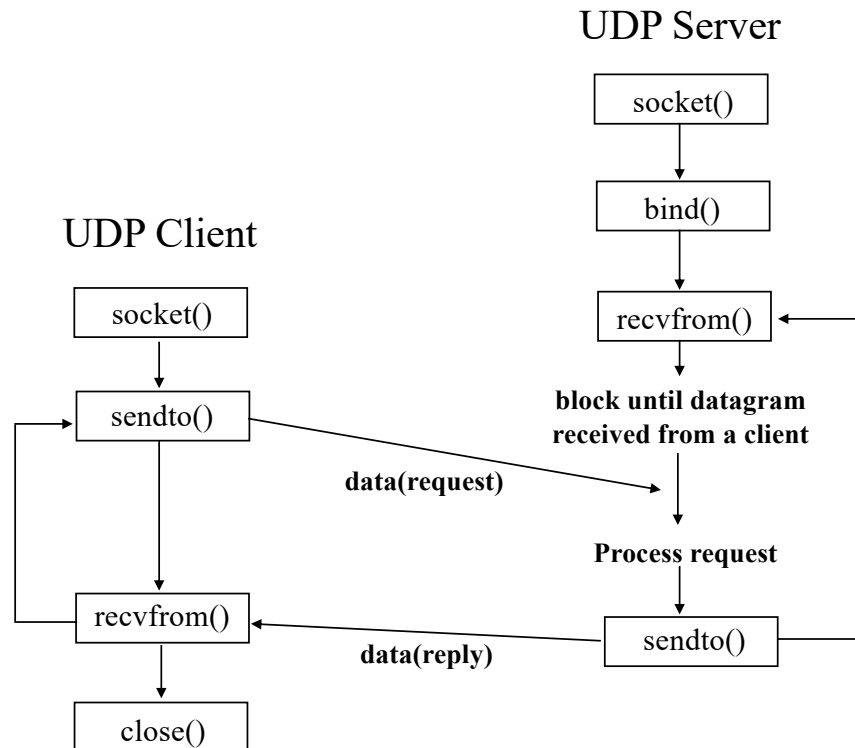 UDP Server
socket()
bind()
UDP Client
socket()
recvfrom()
sendto()
block until datagram
received from a client
data(request)
Process request
recvfrom()
data(reply)
sendto()
close()